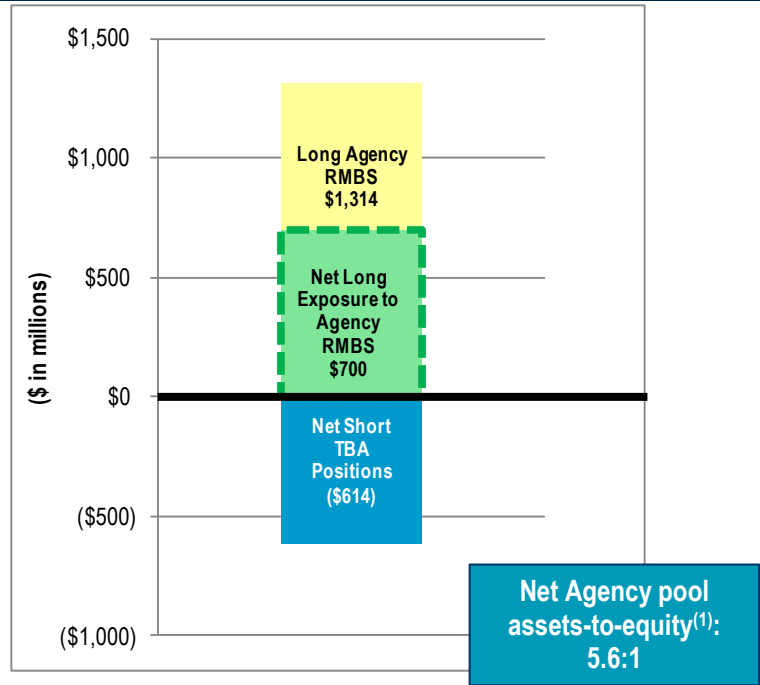 $1,500
$1,000
$500
$0
($500)
($1,000)
($ in millions)
Long Agency
RMBS
$1,314
Net Long
Exposure to
Agency
RMBS
$700
Net Short
TBA
Positions
($614)
Net Agency pool
assets-to-equity(1):
5.6:1